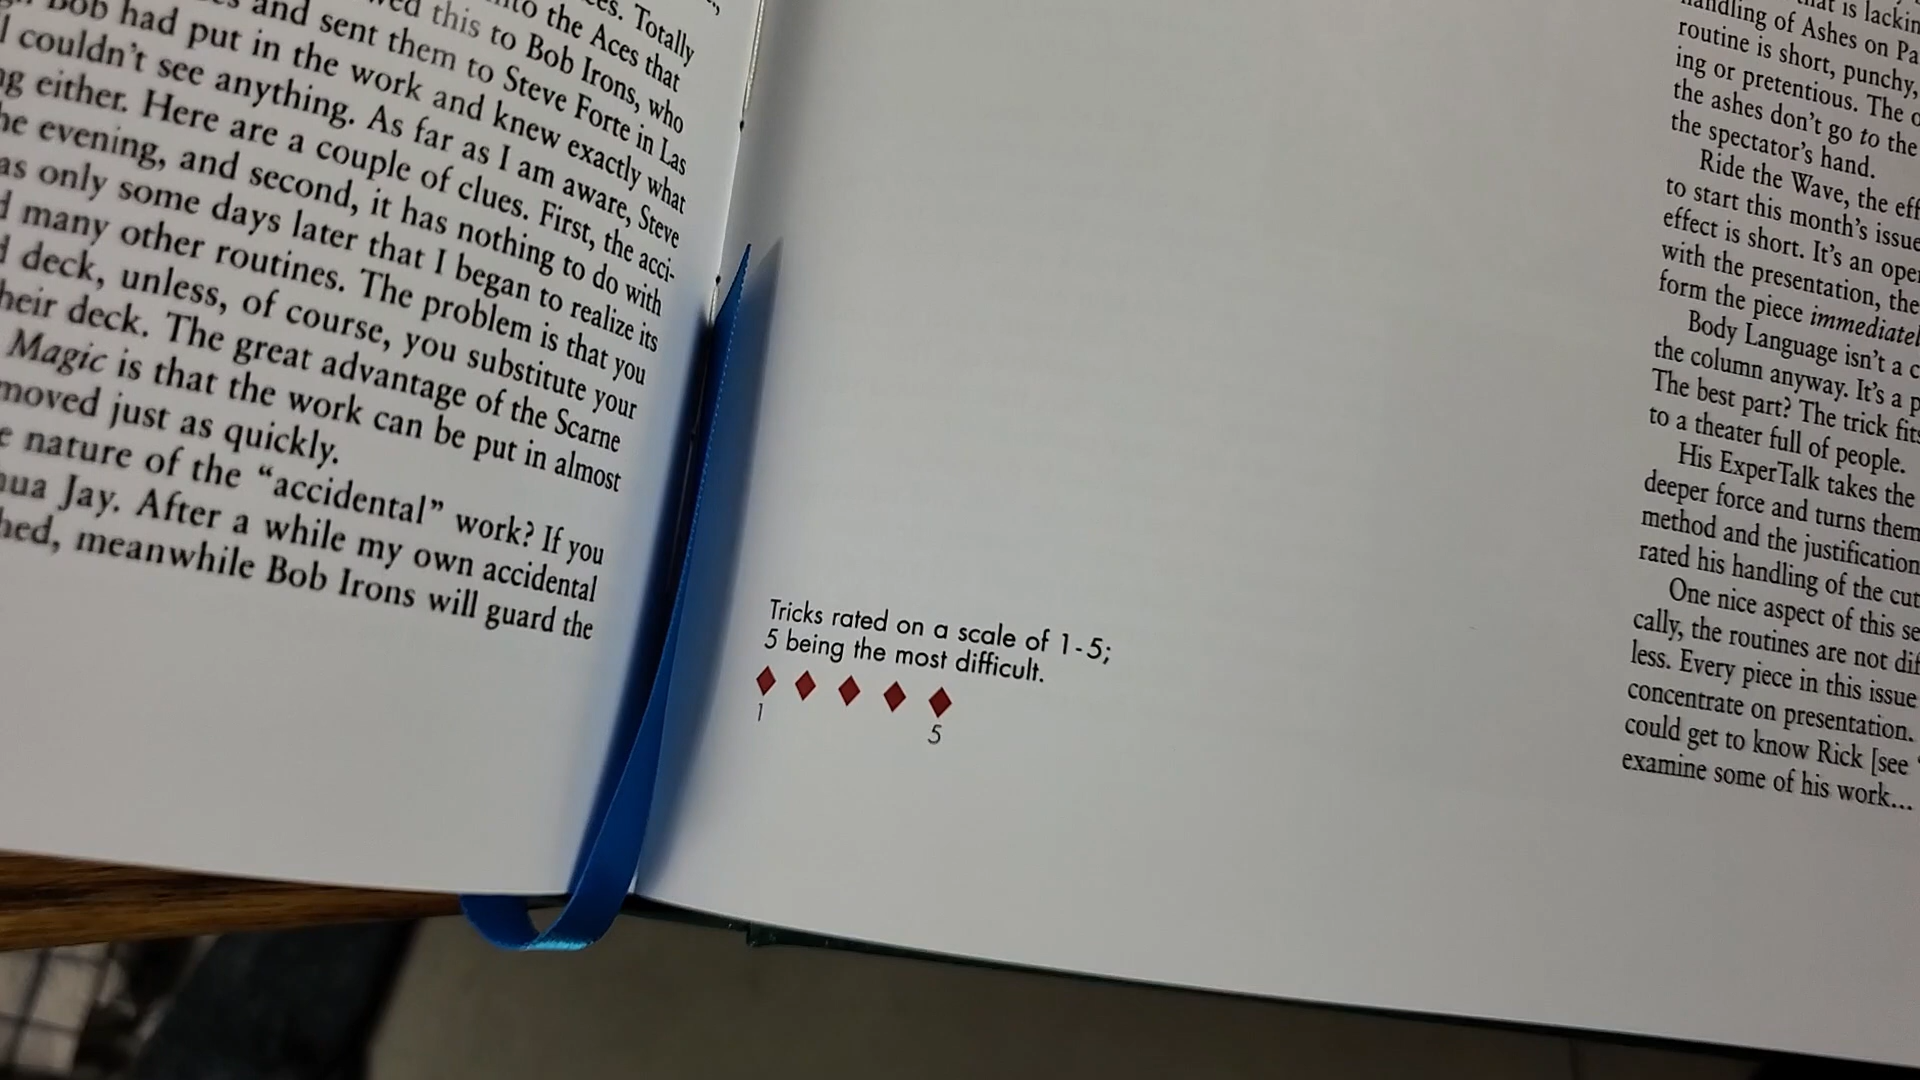 ces. Totally
into the Aces that
this to Bob Irons, who
and sent them to Steve Forte in Las
Bob had put in the work and knew exactly what
I couldn't see anything. As far as I am aware, Steve
either. Here are a couple of clues. First, the acci-
he evening, and second, it has nothing to do with
as only some days later that I began to realize its
many other routines. The problem is that you
deck, unless, of course, you substitute your
heir deck. The great advantage of the Scarne
Magic is that the work can be put in almost
moved just as quickly.
e nature of the “accidental” work? If you
ua Jay. After a while my own accidental
hed, meanwhile Bob Irons will guard the
Tricks rated on a scale of 1-5;
5 being the most difficult.
1 5
that is lackin
handling of Ashes on Pa
routine is short, punchy,
ing or pretentious. The o
the ashes don't go to the
the spectator's hand.
Ride the Wave, the eff
to start this month's issue
effect is short. It's an ope
with the presentation, the
form the piece immediatel
Body Language isn't a c
the column anyway. It's a p
The best part? The trick fits
to a theater full of people.
His ExperTalk takes the
deeper force and turns them
method and the justification
rated his handling of the cut
One nice aspect of this se
cally, the routines are not dif
less. Every piece in this issue
concentrate on presentation.
could get to know Rick [see
examine some of his work...